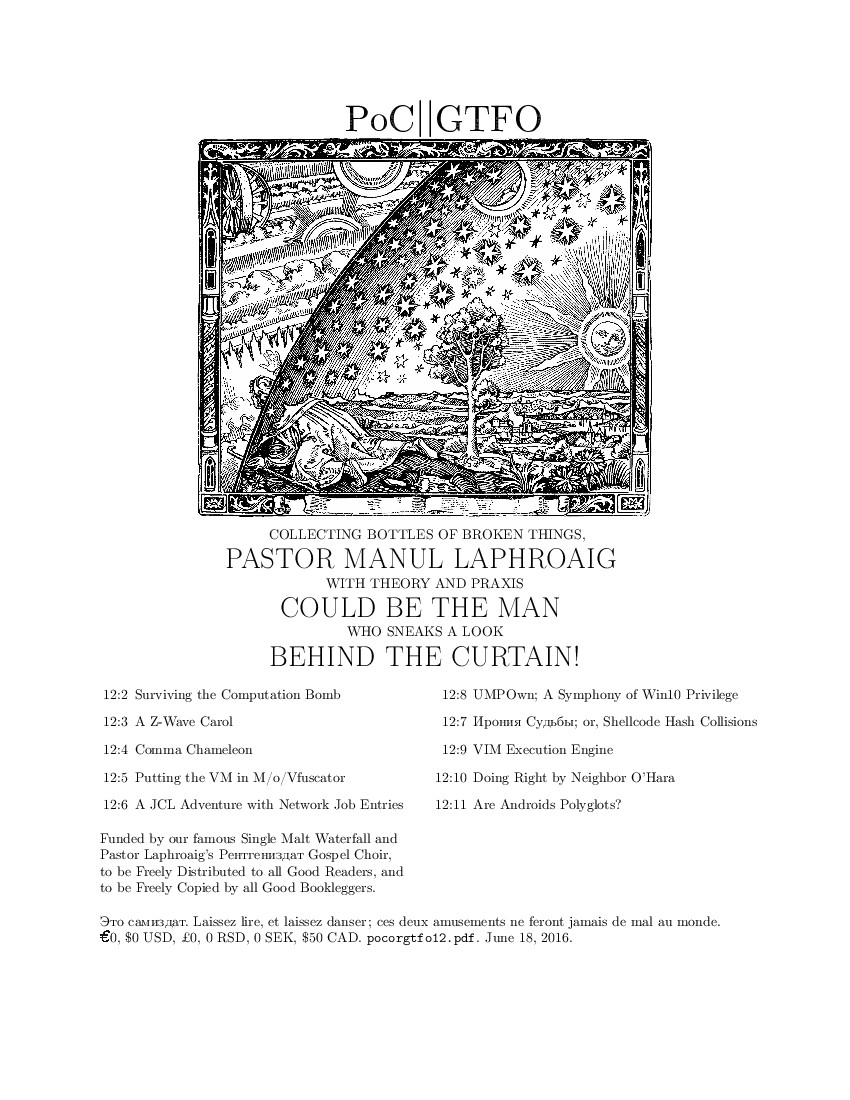 PoC||GTFO
COLLECTING BOTTLES OF BROKEN THINGS,
PASTOR MANUL LAPHROAIG
WITH THEORY AND PRAXIS
COULD BE THE MAN
WHO SNEAKS A LOOK
BEHIND THE CURTAIN!
12:2 Surviving the Computation Bomb
12:3 A Z-Wave Carol
12:4 Comma Chameleon
12:5 Putting the VM in M/o/Vfuscator
12:6 A JCL Adventure with Network Job Entries
12:8 UMPOwn; A Symphony of Win10 Privilege
12:7 Ирония Судьбы; or, Shellcode Hash Collisions
12:9 VIM Execution Engine
12:10 Doing Right by Neighbor O'Hara
12:11 Are Androids Polyglots?
Funded by our famous Single Malt Waterfall and
Pastor Laphroaig's Рентгениздат Gospel Choir,
to be Freely Distributed to all Good Readers, and
to be Freely Copied by all Good Bookleggers.
Это самиздат. Laissez lire, et laissez danser; ces deux amusements ne feront jamais de mal au monde.
€0, $0 USD, £0, 0 RSD, 0 SEK, $50 CAD. pocorgtfo12.pdf. June 18, 2016.